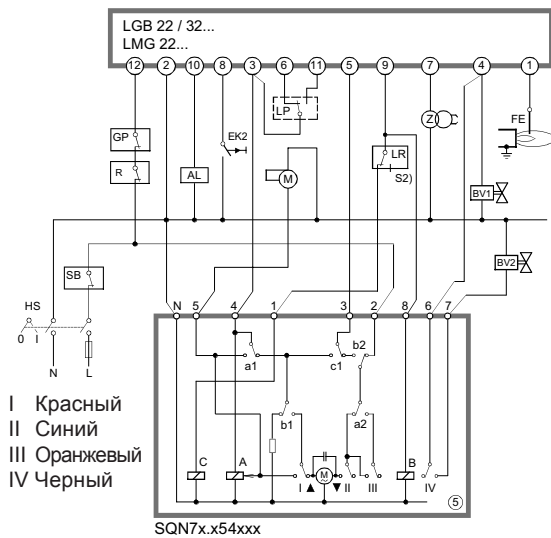 LGB 22 / 32...
LMG 22...
12 2 10 8 3 6 11 5 9 7 4 1
GP
R
AL
EK2
LP
M
LR
S2)
Z
FE
BV1
BV2
SB
HS
0 I
N L
N 5 4 1 3 2 8 6 7
a1 c1 b2
b1 a2
C A I M II III B IV
5
I Красный
II Синий
III Оранжевый
IV Черный
SQN7x.x54xxx